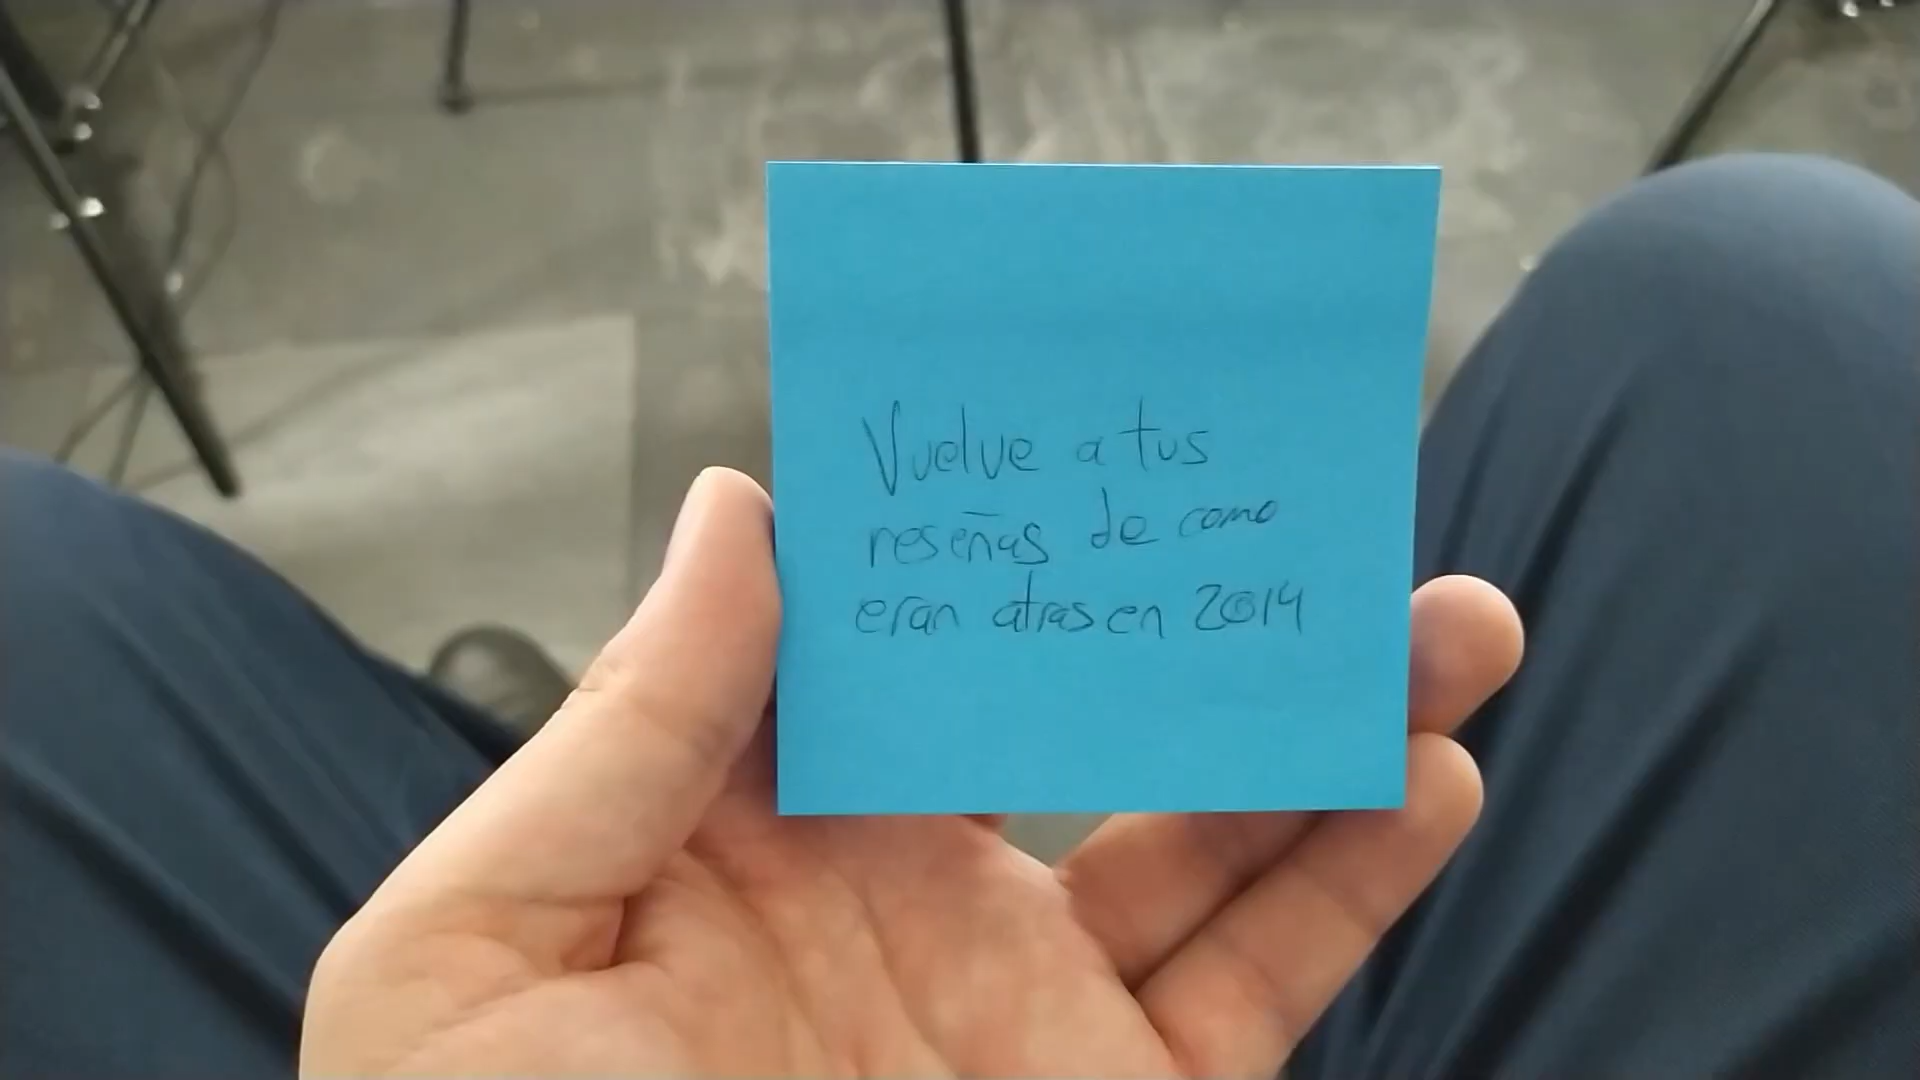 Vuelve a tus
reseñas de como
eran atras en 2014